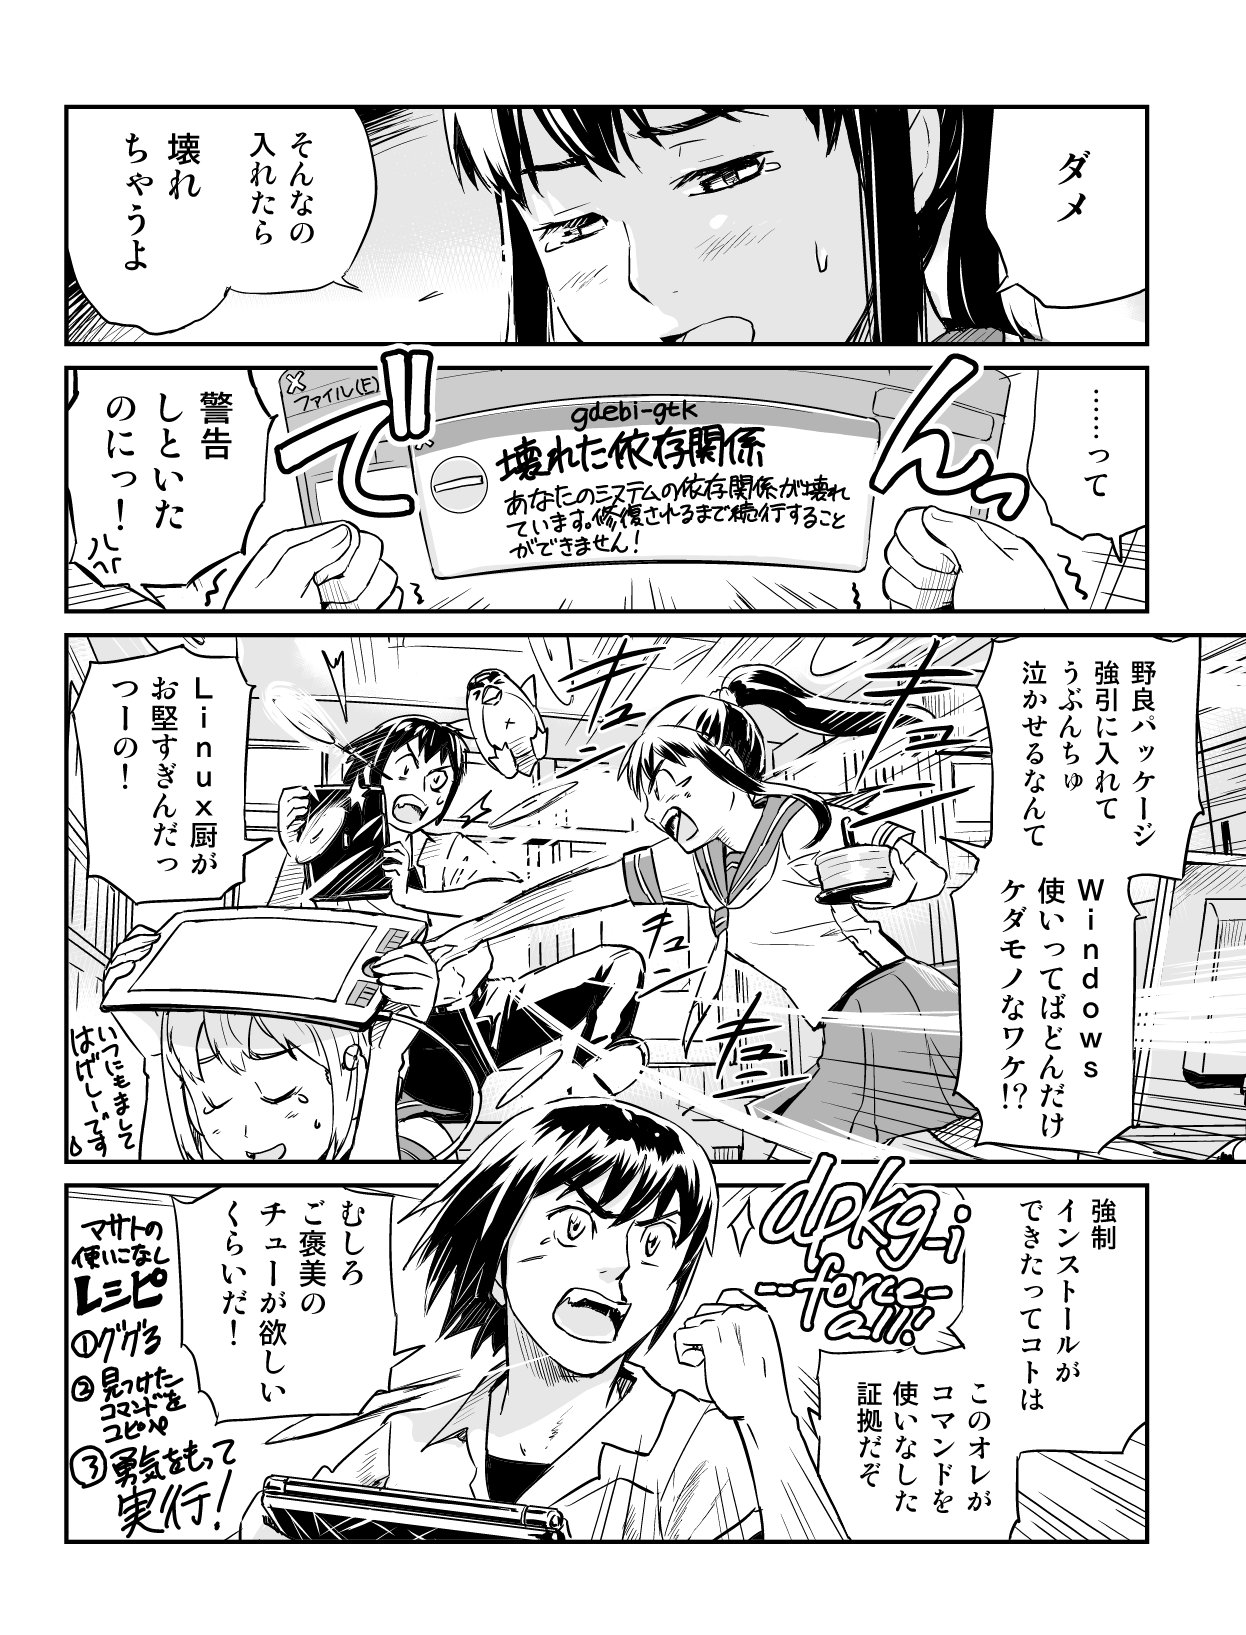 ダメ
そんなの
入れたら
壊れ
ちゃうよ
……って
でんっ
ファイル(E)
gdebi-gtk
壊れた依存関係
あなたのシステムの依存関係が壊れ
ています。修復されるまで続行すること
ができません!
警告
しといた
のにっ!
野良パッケージ
強引に入れて
うぶんちゅ
泣かせるなんて
Windows
使いってばどんだけ
ケダモノなワケ!?
キュン
キュン
キュン
キュン
Linux厨が
お堅すぎんだっ
つーの!
いつにもまして
はげしーです
強制
インストールが
できたってコトは
dpkg -i
--force-
all!!
このオレが
コマンドを
使いなした
証拠だぞ
むしろ
ご褒美の
チューが欲しい
くらいだ!
マサトの
使いこなし
レシピ
①ググる
②見つけた
コマンドを
コピペ
③勇気をもって
実行!